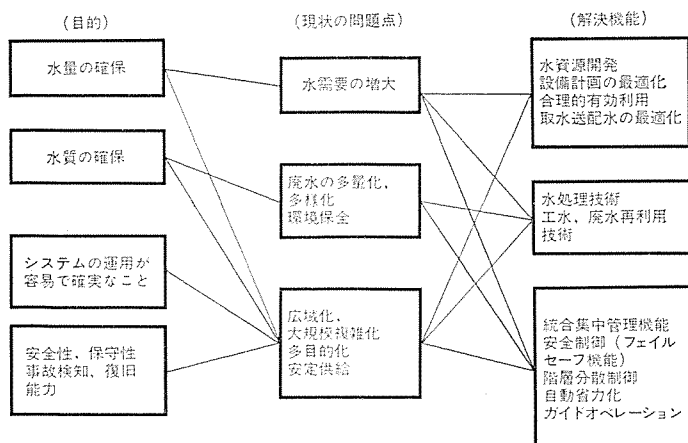 (目的)
水量の確保
水質の確保
システムの運用が
容易で確実なこと
安全性、保守性
事故検知、復旧
能力
(現状の問題点)
水需要の増大
廃水の多量化、
多様化
環境保全
広域化、
大規模複雑化
多目的化
安定供給
(解決機能)
水資源開発
設備計画の最適化
合理的有効利用
取水送配水の最適化
水処理技術
工水、廃水再利用
技術
統合集中管理機能
安全制御(フェイル
セーフ機能)
階層分散制御
自動省力化
ガイドオペレーション